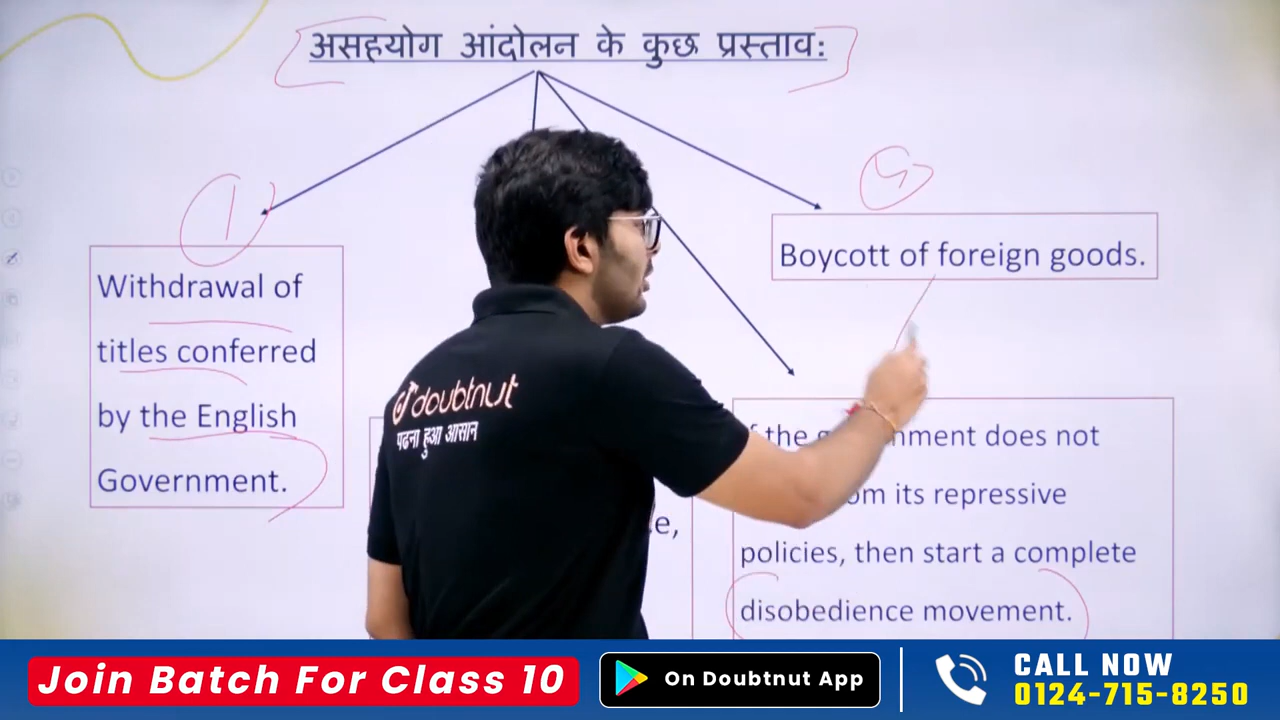 असहयोग आंदोलन के कुछ प्रस्ताव:
1
Withdrawal of
titles conferred
by the English
Government.
Boycott of foreign goods.
the
nment does not
om its repressive
policies, then start a complete
disobedience movement.
e,
doubtnut
पढना हुआ आसान
Join Batch For Class 10
On Doubtnut App
CALL NOW
0124-715-8250